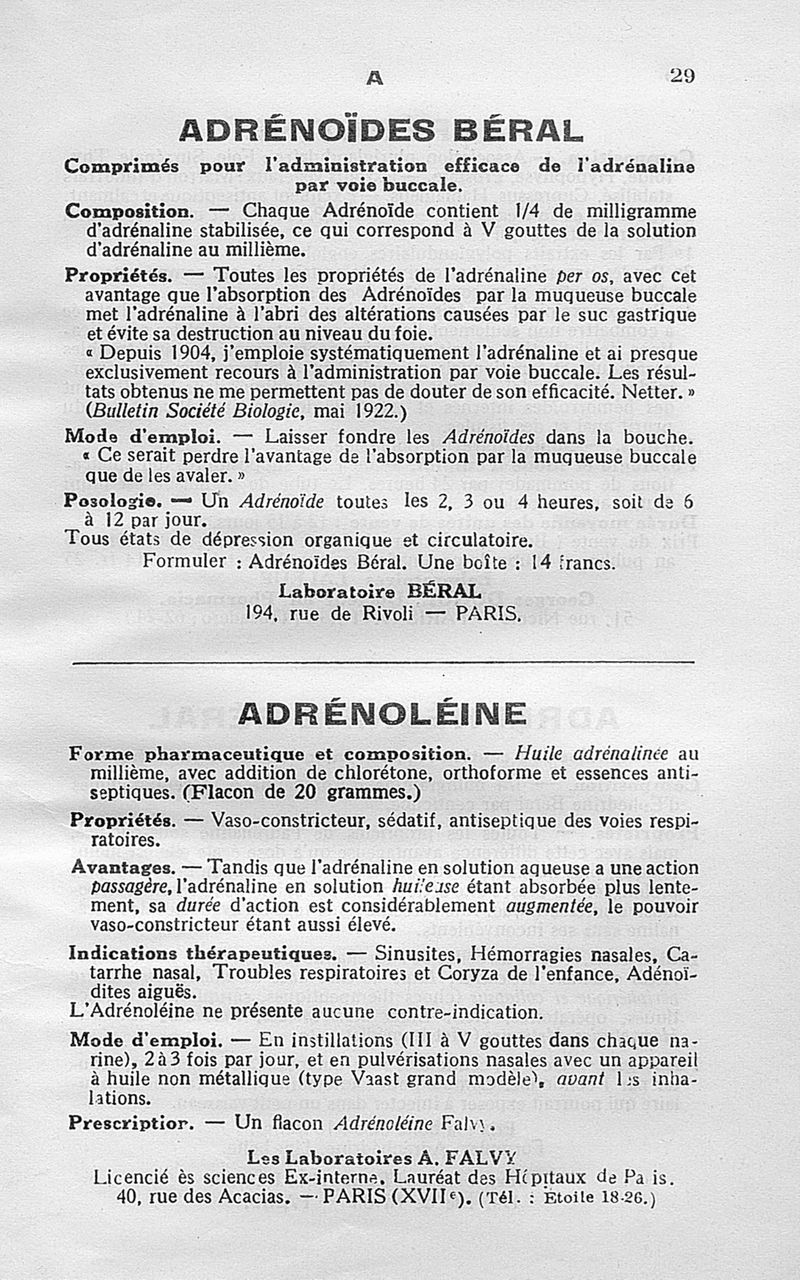 A
29
ADRÉNOÏDES BÉRAL
Comprimés pour l'administration efficace de l'adrénaline
par voie buccale.
Composition. — Chaque Adrénoïde contient 1/4 de milligramme
d'adrénaline stabilisée, ce qui correspond à V gouttes de la solution
d'adrénaline au millième.
Propriétés. — Toutes les propriétés de l'adrénaline per os, avec cet
avantage que l'absorption des Adrénoïdes par la muqueuse buccale
met l'adrénaline à l'abri des altérations causées par le suc gastrique
et évite sa destruction au niveau du foie.
« Depuis 1904, j'emploie systématiquement l'adrénaline et ai presque
exclusivement recours à l'administration par voie buccale. Les résul-
tats obtenus ne me permettent pas de douter de son efficacité. Netter. »
(Bulletin Société Biologie, mai 1922.)
Mode d'emploi. — Laisser fondre les Adrénoïdes dans la bouche.
« Ce serait perdre l'avantage de l'absorption par la muqueuse buccale
que de les avaler. »
Posologie. — Un Adrénoïde toutes les 2, 3 ou 4 heures, soit de 6
à 12 par jour.
Tous états de dépression organique et circulatoire.
Formuler : Adrénoïdes Béral. Une boîte : 14 francs.
Laboratoire BÉRAL
194, rue de Rivoli — PARIS.
ADRÉNOLÉINE
Forme pharmaceutique et composition. — Huile adrénalinée au
millième, avec addition de chlorétone, orthoforme et essences anti-
septiques. (Flacon de 20 grammes.)
Propriétés. — Vaso-constricteur, sédatif, antiseptique des voies respi-
ratoires.
Avantages. — Tandis que l'adrénaline en solution aqueuse a une action
passagère, l'adrénaline en solution huileuse étant absorbée plus lente-
ment, sa durée d'action est considérablement augmentée, le pouvoir
vaso-constricteur étant aussi élevé.
Indications thérapeutiques. — Sinusites, Hémorragies nasales, Ca-
tarrhe nasal, Troubles respiratoires et Coryza de l'enfance, Adénoï-
dites aiguës.
L'Adrénoléine ne présente aucune contre-indication.
Mode d'emploi. — En instillations (III à V gouttes dans chaque na-
rine), 2 à 3 fois par jour, et en pulvérisations nasales avec un appareil
à huile non métallique (type Vaast grand modèle), avant les inha-
lations.
Prescription. — Un flacon Adrénoléine Falvy.
Les Laboratoires A. FALVY
Licencié ès sciences Ex-interne, Lauréat des Hôpitaux de Paris.
40, rue des Acacias. — PARIS (XVIIe). (Tél. : Étoile 18-26.)